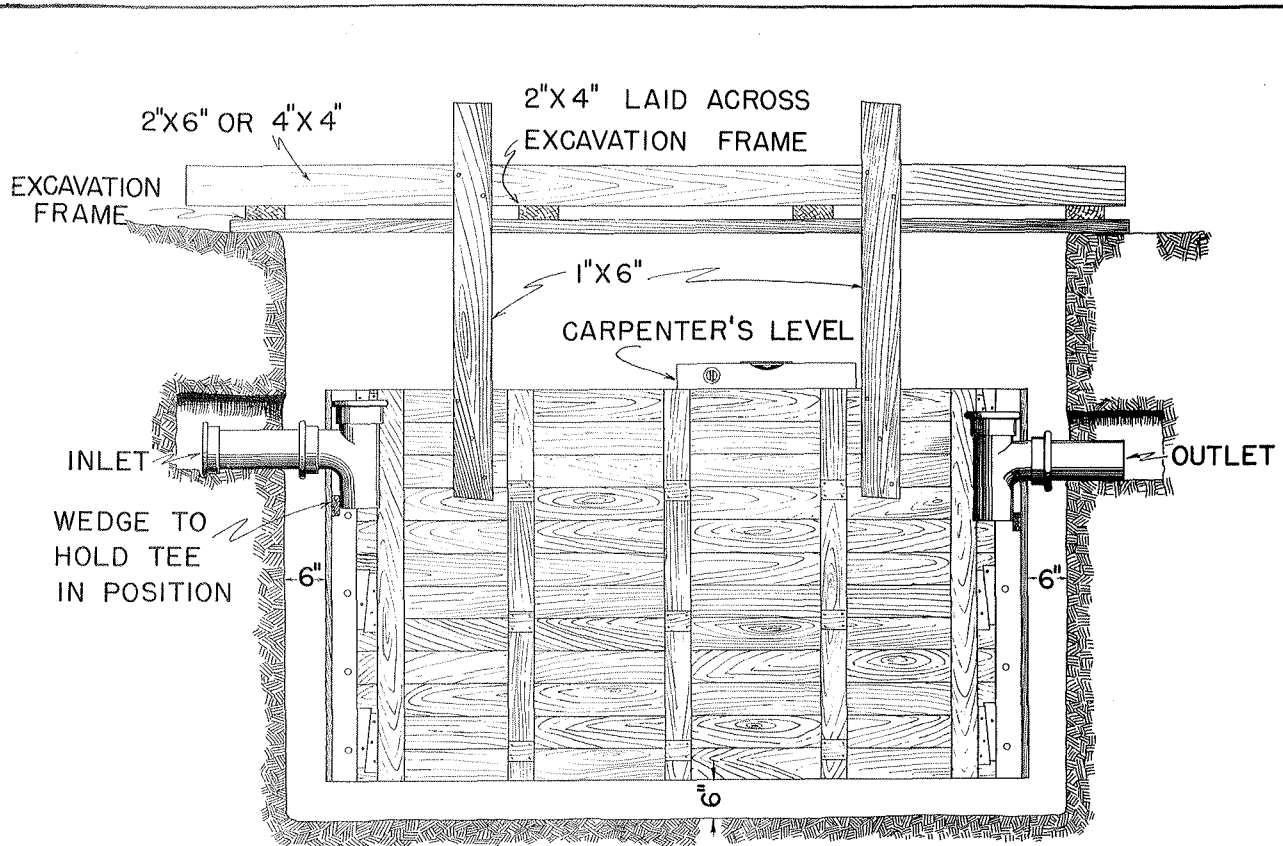 2"X6" OR 4"X4"
2"X4" LAID ACROSS
EXCAVATION FRAME
EXCAVATION
FRAME
1"X6"
CARPENTER'S LEVEL
INLET
OUTLET
WEDGE TO
HOLD TEE
IN POSITION
6"
6"
6"